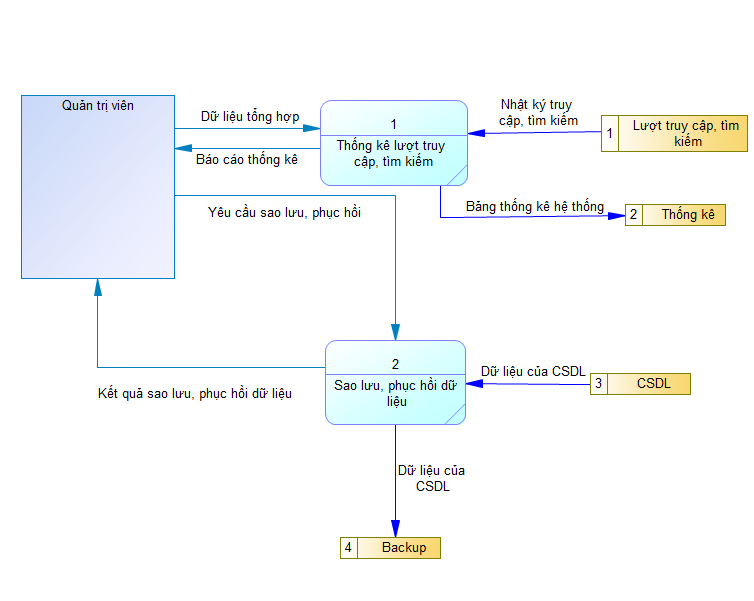 Quản trị viên
Dữ liệu tổng hợp
Báo cáo thống kê
1
Thống kê lượt truy
cập, tìm kiếm
Nhật ký truy
cập, tìm kiếm
1
Lượt truy cập, tìm
kiếm
Yêu cầu sao lưu, phục hồi
Bảng thống kê hệ thống
2
Thống kê
2
Sao lưu, phục hồi dữ
liệu
Dữ liệu của CSDL
3
CSDL
Kết quả sao lưu, phục hồi dữ liệu
Dữ liệu của
CSDL
4
Backup